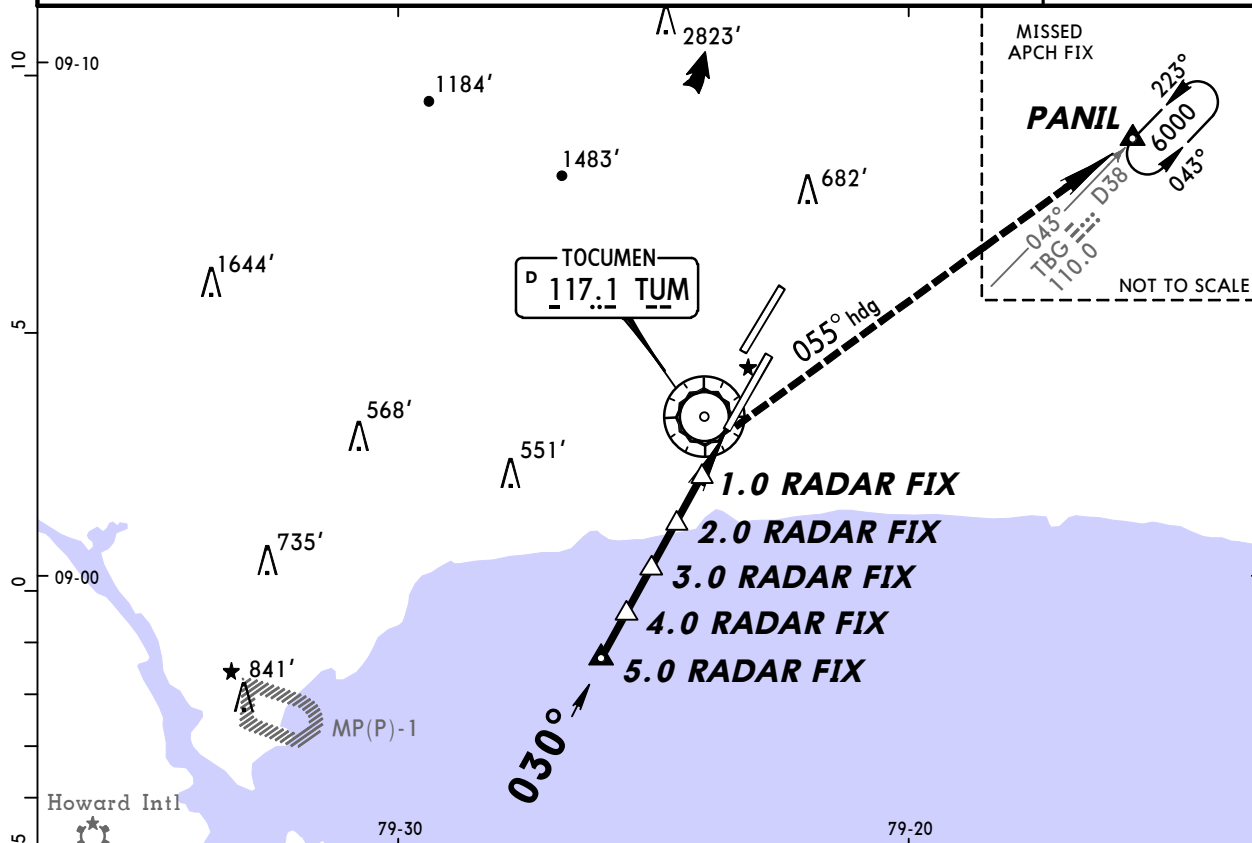 MISSED
APCH FIX
2823'
10
09-10
1184'
223°
PANIL
6000
1483'
682'
043°
D38
043°
TBG
110.0
1644'
TOCUMEN
D 117.1 TUM
NOT TO SCALE
5
055° hdg
568'
551'
1.0 RADAR FIX
2.0 RADAR FIX
735'
3.0 RADAR FIX
0
09-00
4.0 RADAR FIX
841'
5.0 RADAR FIX
MP(P)-1
030°
Howard Intl
79-30
79-20
5